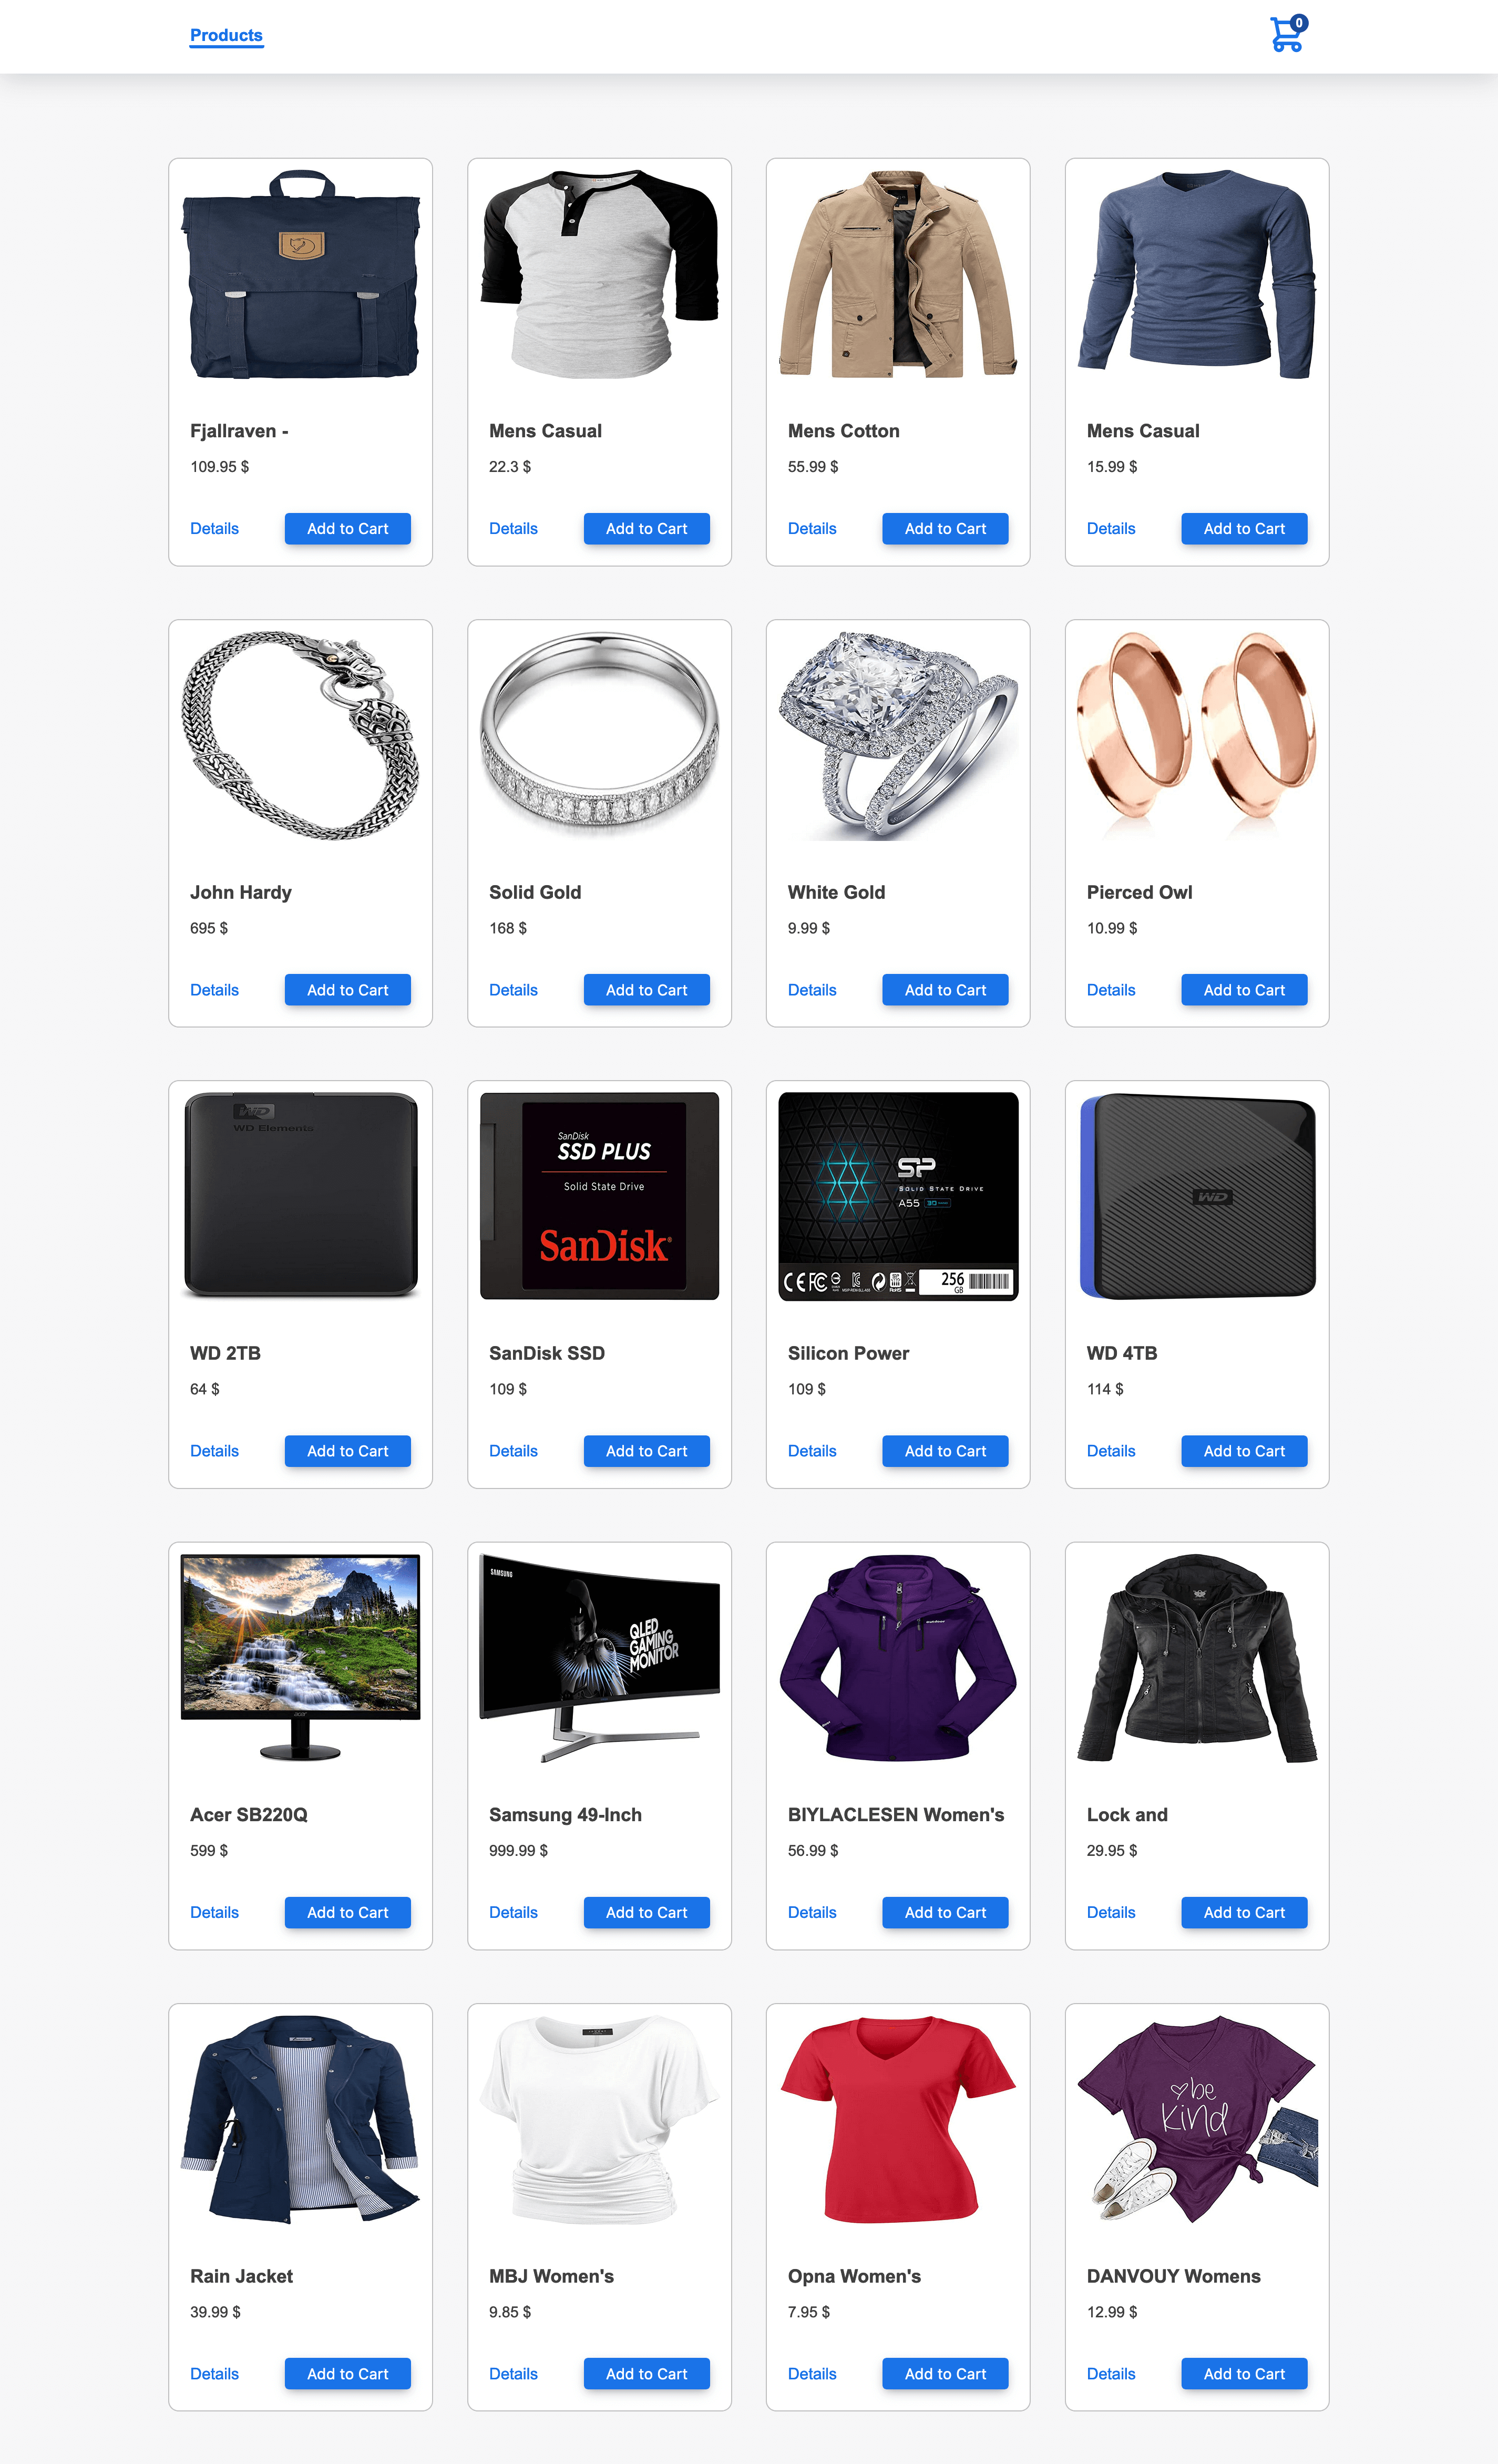 Products
0
Fjallraven -
Mens Casual
Mens Cotton
Mens Casual
109.95 $
22.3 $
55.99 $
15.99 $
Details
Add to Cart
Details
Add to Cart
Details
Add to Cart
Details
Add to Cart
John Hardy
Solid Gold
White Gold
Pierced Owl
695 $
168 $
9.99 $
10.99 $
Details
Add to Cart
Details
Add to Cart
Details
Add to Cart
Details
Add to Cart
WD
WD Elements
SanDisk
SSD PLUS
Solid State Drive
SanDisk
SP
SOLID STATE DRIVE
A55
256
GB
WD
WD 2TB
SanDisk SSD
Silicon Power
WD 4TB
64 $
109 $
109 $
114 $
Details
Add to Cart
Details
Add to Cart
Details
Add to Cart
Details
Add to Cart
acer
SAMSUNG
QLED
GAMING
MONITOR
Acer SB220Q
Samsung 49-Inch
BIYLACLESEN Women's
Lock and
599 $
999.99 $
56.99 $
29.95 $
Details
Add to Cart
Details
Add to Cart
Details
Add to Cart
Details
Add to Cart
be
Kind
Rain Jacket
MBJ Women's
Opna Women's
DANVOUY Womens
39.99 $
9.85 $
7.95 $
12.99 $
Details
Add to Cart
Details
Add to Cart
Details
Add to Cart
Details
Add to Cart